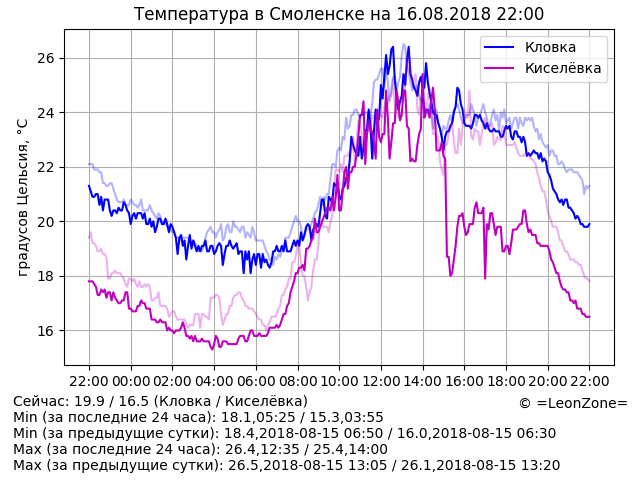 Температура в Смоленске на 16.08.2018 22:00
Кловка
Киселёвка
градусов Цельсия, °C
26
24
22
20
18
16
22:00 00:00 02:00 04:00 06:00 08:00 10:00 12:00 14:00 16:00 18:00 20:00 22:00
Сейчас: 19.9 / 16.5 (Кловка / Киселёвка)
© =LeonZone=
Min (за последние 24 часа): 18.1,05:25 / 15.3,03:55
Min (за предыдущие сутки): 18.4,2018-08-15 06:50 / 16.0,2018-08-15 06:30
Max (за последние 24 часа): 26.4,12:35 / 25.4,14:00
Max (за предыдущие сутки): 26.5,2018-08-15 13:05 / 26.1,2018-08-15 13:20